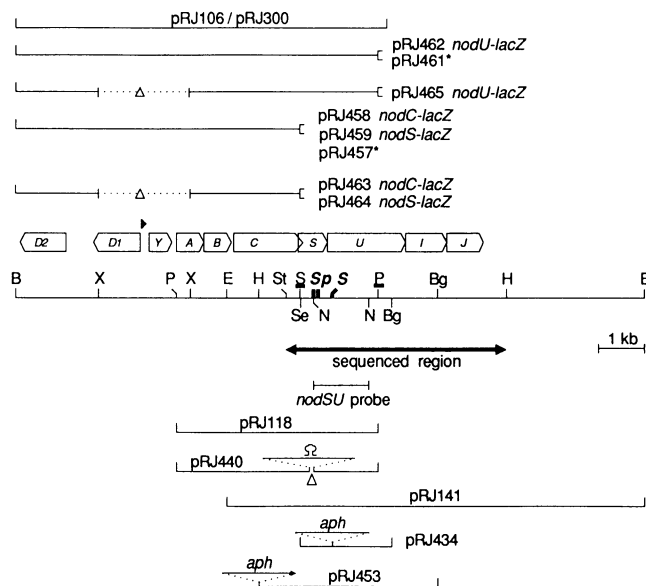 pRJ106 / pRJ300
pRJ462 nodU-lacZ
pRJ461*
Δ
pRJ465 nodU-lacZ
pRJ458 nodC-lacZ
pRJ459 nodS-lacZ
pRJ457*
Δ
pRJ463 nodC-lacZ
pRJ464 nodS-lacZ
D2 D1 Y A B C S U I J
B X P X E H St S Sp S P Bg H E
Se N N Bg
1 kb
sequenced region
nodSU probe
pRJ118
Ω
pRJ440
Δ
pRJ141
aph
pRJ434
aph
pRJ453